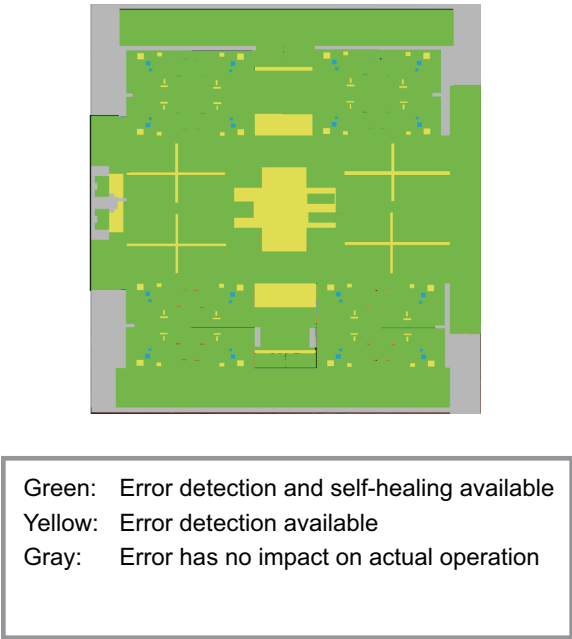 Green: Error detection and self-healing available
Yellow: Error detection available
Gray: Error has no impact on actual operation